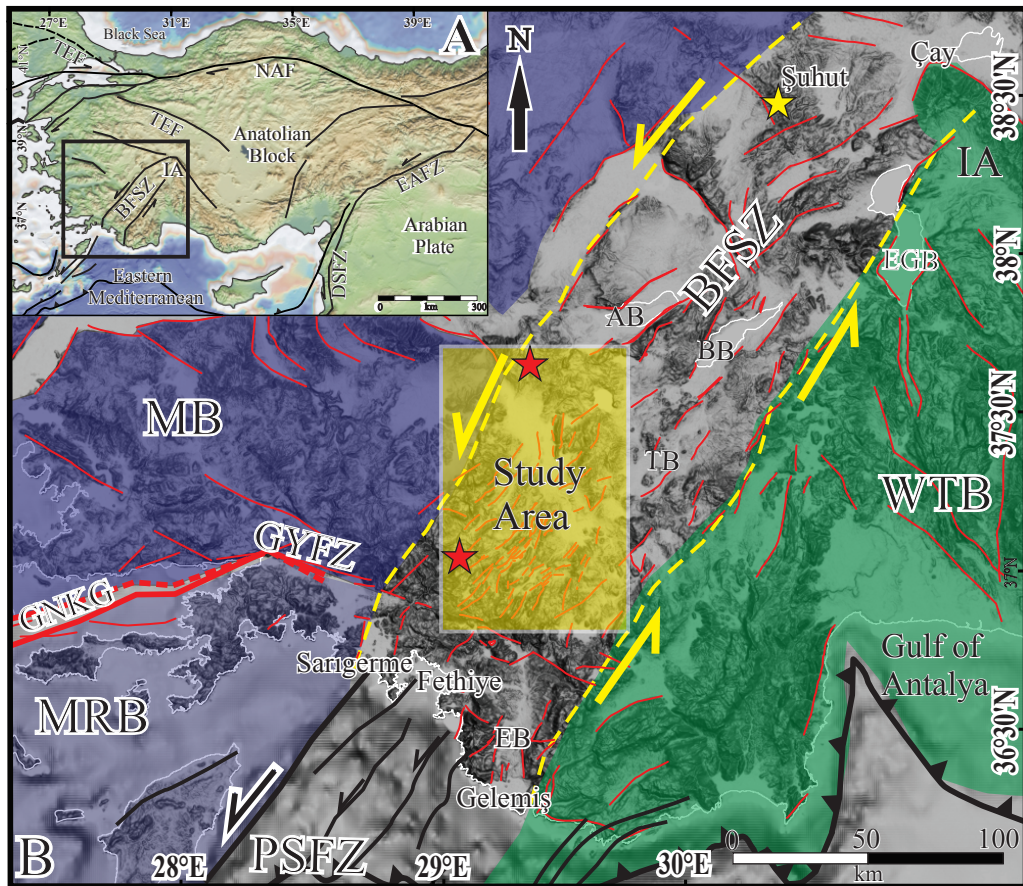 27°E
31°E
35°E
39°E
Black Sea
A
41°N
TEF
NAF
39°N
TEF
Anatolian
Block
IA
BFSZ
EAFZ
37°N
Arabian
Plate
DSFZ
Eastern
Mediterranean
0
km
300
N
Çay
Şuhut
38°30'N
IA
BFSZ
38°N
EGB
AB
BB
MB
37°30'N
TB
Study
Area
WTB
GYFZ
37°N
GNKG
Sarıgerme
Fethiye
Gulf of
Antalya
MRB
EB
36°30'N
Gelemiş
B
28°E
PSFZ
29°E
30°E
0
50
100
km